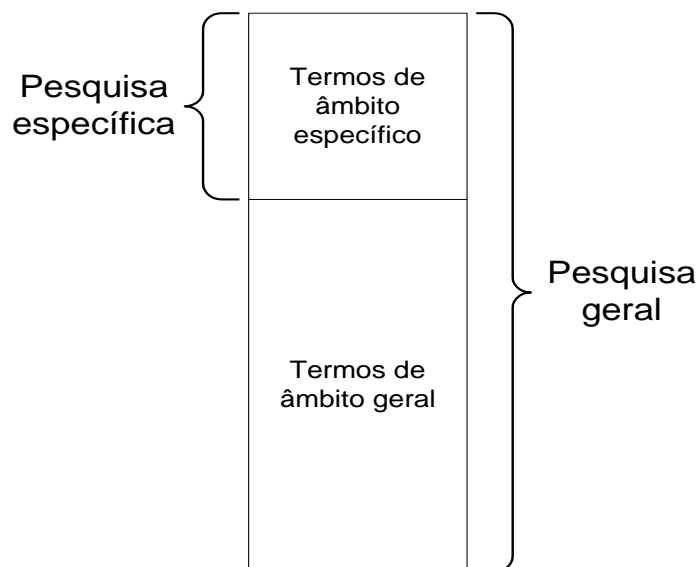 Pesquisa
específica
Termos de
âmbito
específico
Termos de
âmbito geral
Pesquisa
geral